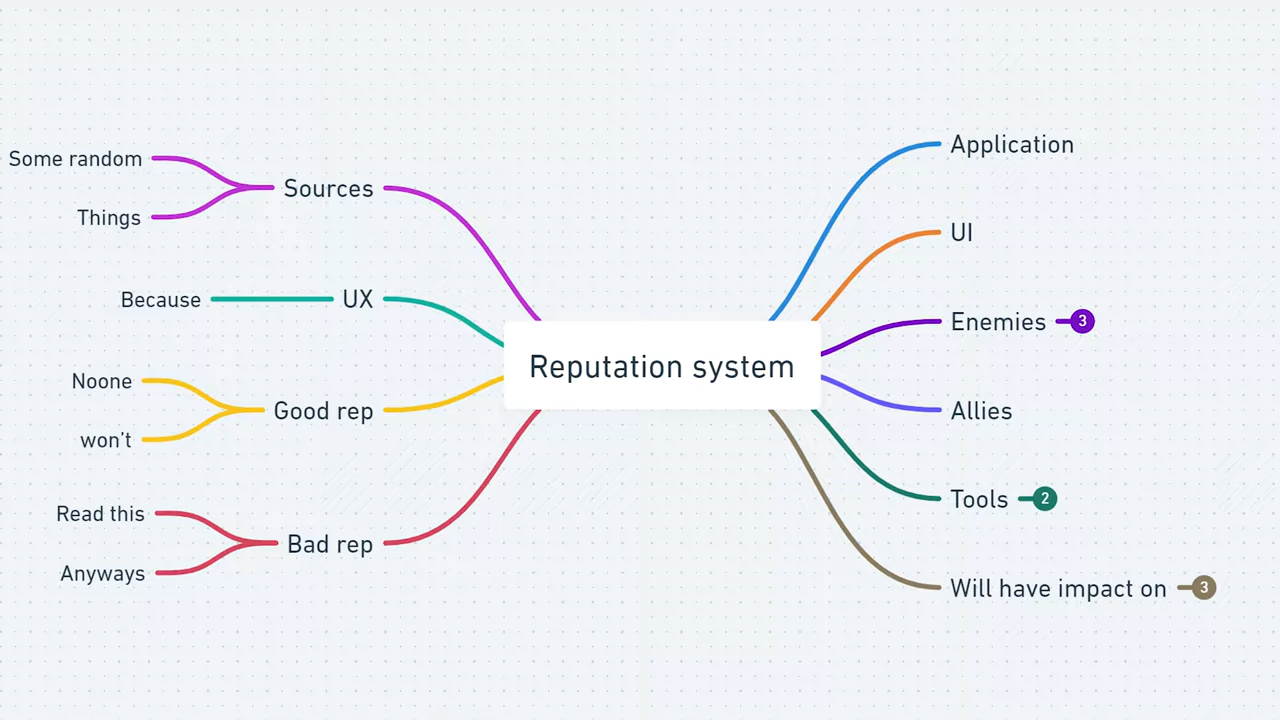 Some random
Things
Sources
Because
UX
Noone
won't
Good rep
Read this
Anyways
Bad rep
Reputation system
Application
UI
Enemies 3
Allies
Tools 2
Will have impact on 3